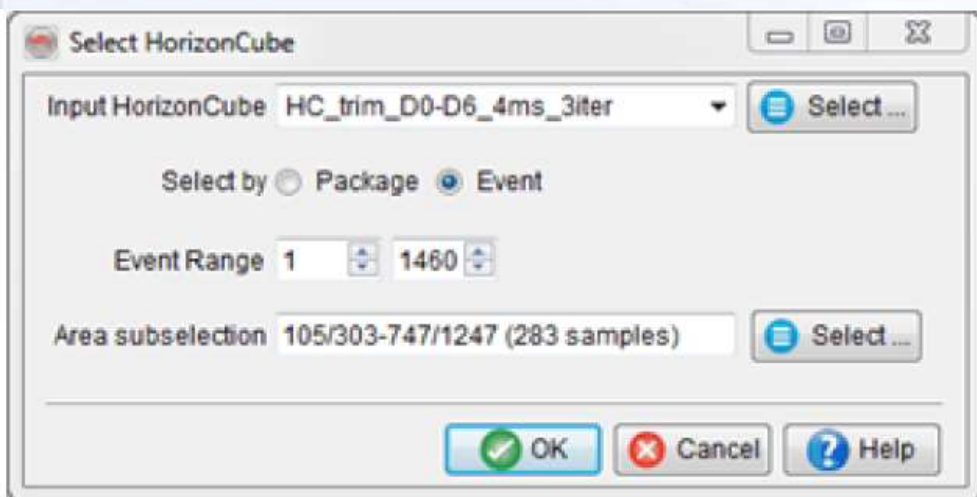 Select HorizonCube
Input HorizonCube HC_trim_D0-D6_4ms_3iter Select ...
Select by Package Event
Event Range 1 1460
Area subselection 105/303-747/1247 (283 samples) Select ...
OK Cancel Help